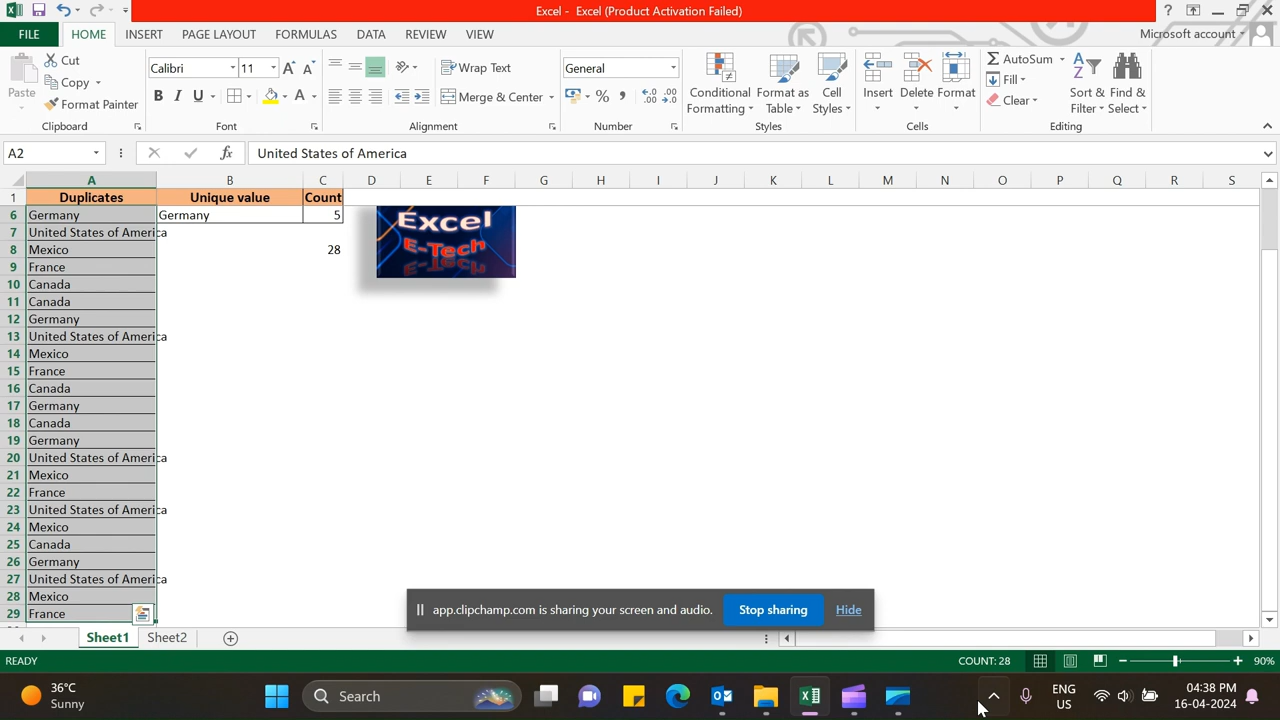 Excel - Excel (Product Activation Failed)
FILE HOME INSERT PAGE LAYOUT FORMULAS DATA REVIEW VIEW Microsoft account
Paste Cut Copy Format Painter Clipboard
Calibri 11 B I U A Font
Wrap Text Merge & Center Alignment
General % , Number
Conditional Formatting Format as Table Cell Styles Styles
Insert Delete Format Cells
AutoSum Fill Clear Sort & Filter Find & Select Editing
A2 fx United States of America
A B C D E F G H I J K L M N O P Q R S
1 Duplicates Unique value Count
6 Germany Germany 5
7 United States of America
8 Mexico 28
9 France
10 Canada
11 Canada
12 Germany
13 United States of America
14 Mexico
15 France
16 Canada
17 Germany
18 Canada
19 Germany
20 United States of America
21 Mexico
22 France
23 United States of America
24 Mexico
25 Canada
26 Germany
27 United States of America
28 Mexico
29 France
Excel
E-Tech
app.clipchamp.com is sharing your screen and audio. Stop sharing Hide
Sheet1 Sheet2
READY COUNT: 28 90%
36°C
Sunny
Search
ENG
US
04:38 PM
16-04-2024